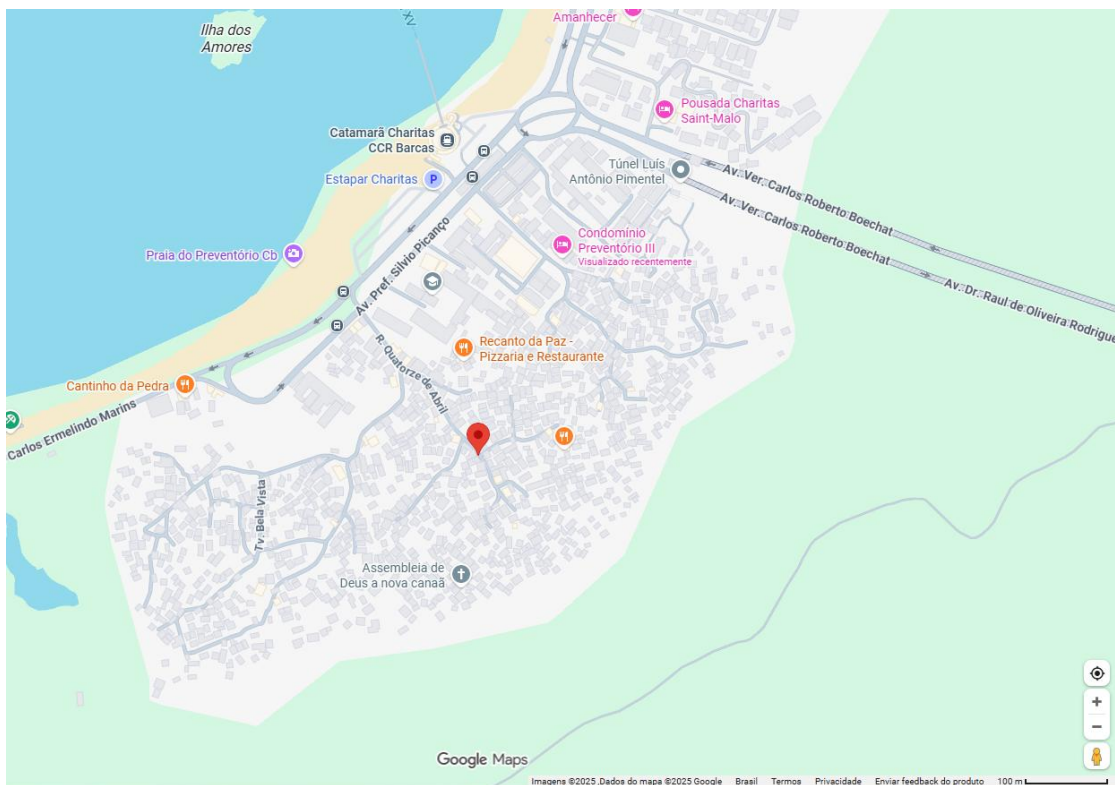 Ilha dos
Amores
XV
Amanhecer
Pousada Charitas
Saint-Malo
Catamarã Charitas
CCR Barcas
Estapar Charitas
P
Túnel Luís
Antônio Pimentel
Av. Ver. Carlos Roberto Boechat
Av. Ver. Carlos Roberto Boechat
Av. Dr. Raul de Oliveira Rodrigue
Condomínio
Preventório III
Visualizado recentemente
Praia do Preventório Cb
Av. Pref. Sílvio Picanço
R. Quatorze de Abril
Recanto da Paz -
Pizzaria e Restaurante
Cantinho da Pedra
Carlos Ermelindo Marins
Tv. Bela Vista
Assembleia de
Deus a nova canaã
Google Maps
Imagens ©2025 ,Dados do mapa ©2025 Google Brasil Termos Privacidade Enviar feedback do produto 100 m